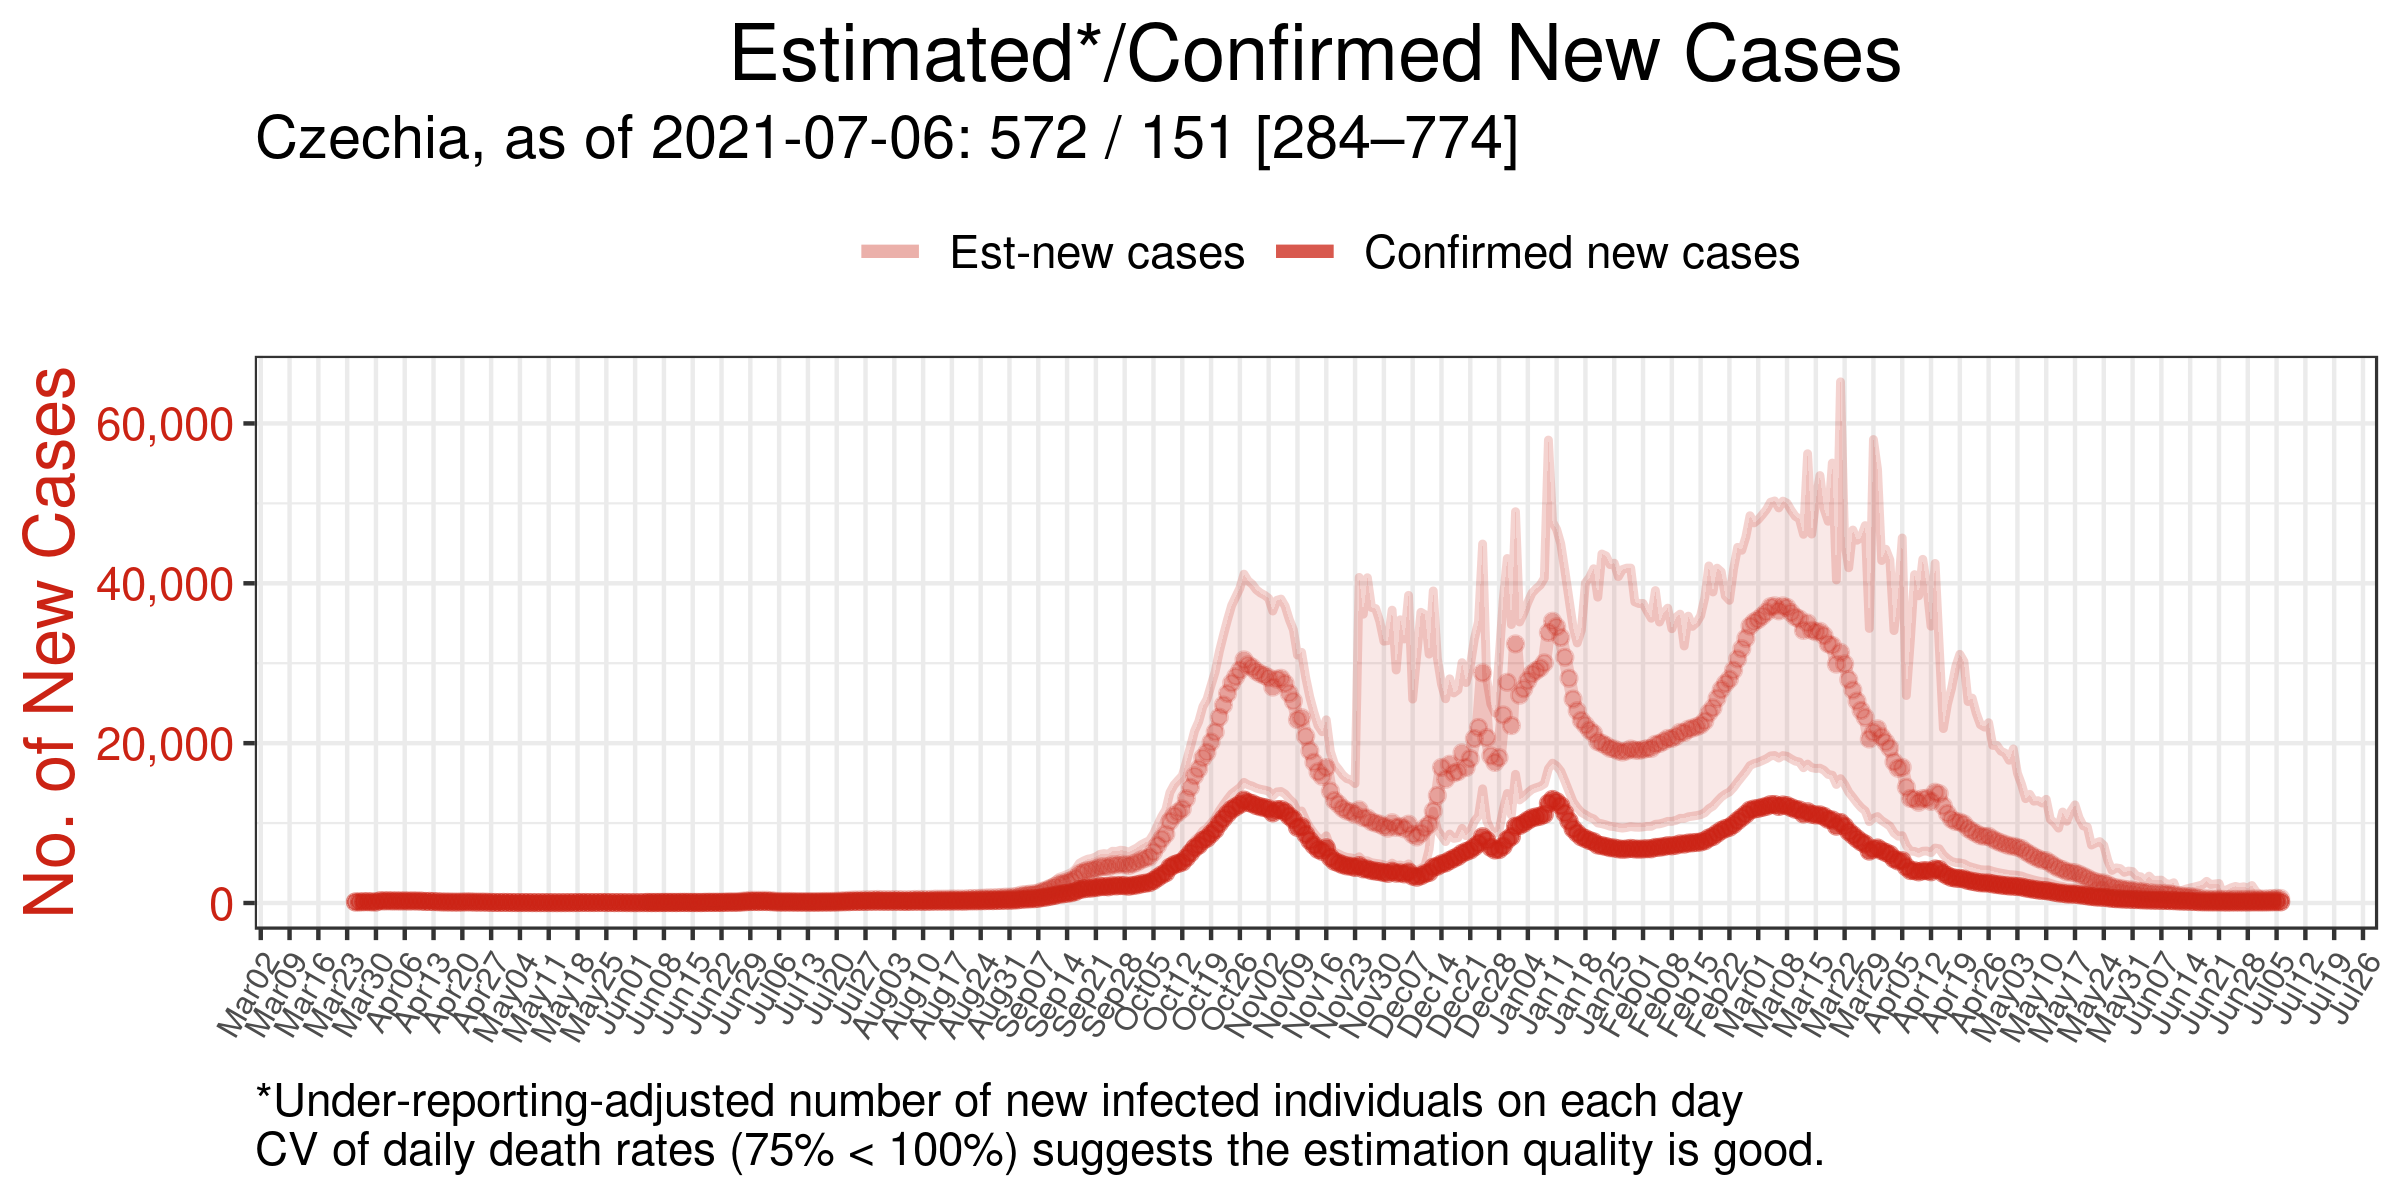 Estimated*/Confirmed New Cases
Czechia, as of 2021-07-06: 572 / 151 [284–774]
Est-new cases Confirmed new cases
No. of New Cases
60,000
40,000
20,000
0
Mar02 Mar09 Mar16 Mar23 Mar30 Apr06 Apr13 Apr20 Apr27 May04 May11 May18 May25 Jun01 Jun08 Jun15 Jun22 Jun29 Jul06 Jul13 Jul20 Jul27 Aug03 Aug10 Aug17 Aug24 Aug31 Sep07 Sep14 Sep21 Sep28 Oct05 Oct12 Oct19 Oct26 Nov02 Nov09 Nov16 Nov23 Nov30 Dec07 Dec14 Dec21 Dec28 Jan04 Jan11 Jan18 Jan25 Feb01 Feb08 Feb15 Feb22 Mar01 Mar08 Mar15 Mar22 Mar29 Apr05 Apr12 Apr19 Apr26 May03 May10 May17 May24 May31 Jun07 Jun14 Jun21 Jun28 Jul05 Jul12 Jul19 Jul26
*Under-reporting-adjusted number of new infected individuals on each day
CV of daily death rates (75% < 100%) suggests the estimation quality is good.